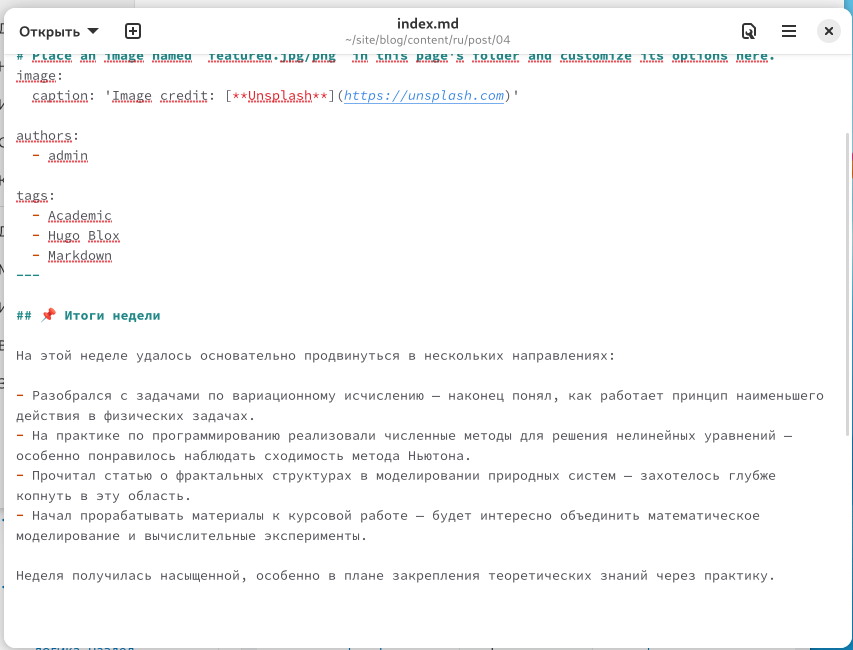 Открыть
index.md
~/site/blog/content/ru/post/04
# Place an image named `featured.jpg/png` in this page's folder and customize its options here.
image:
caption: 'Image credit: [**Unsplash**](https://unsplash.com)'
authors:
- admin
tags:
- Academic
- Hugo Blox
- Markdown
---
## 📌 Итоги недели
На этой неделе удалось основательно продвинуться в нескольких направлениях:
- Разобрался с задачами по вариационному исчислению — наконец понял, как работает принцип наименьшего
действия в физических задачах.
- На практике по программированию реализовали численные методы для решения нелинейных уравнений —
особенно понравилось наблюдать сходимость метода Ньютона.
- Прочитал статью о фрактальных структурах в моделировании природных систем — захотелось глубже
копнуть в эту область.
- Начал прорабатывать материалы к курсовой работе — будет интересно объединить математическое
моделирование и вычислительные эксперименты.
Неделя получилась насыщенной, особенно в плане закрепления теоретических знаний через практику.